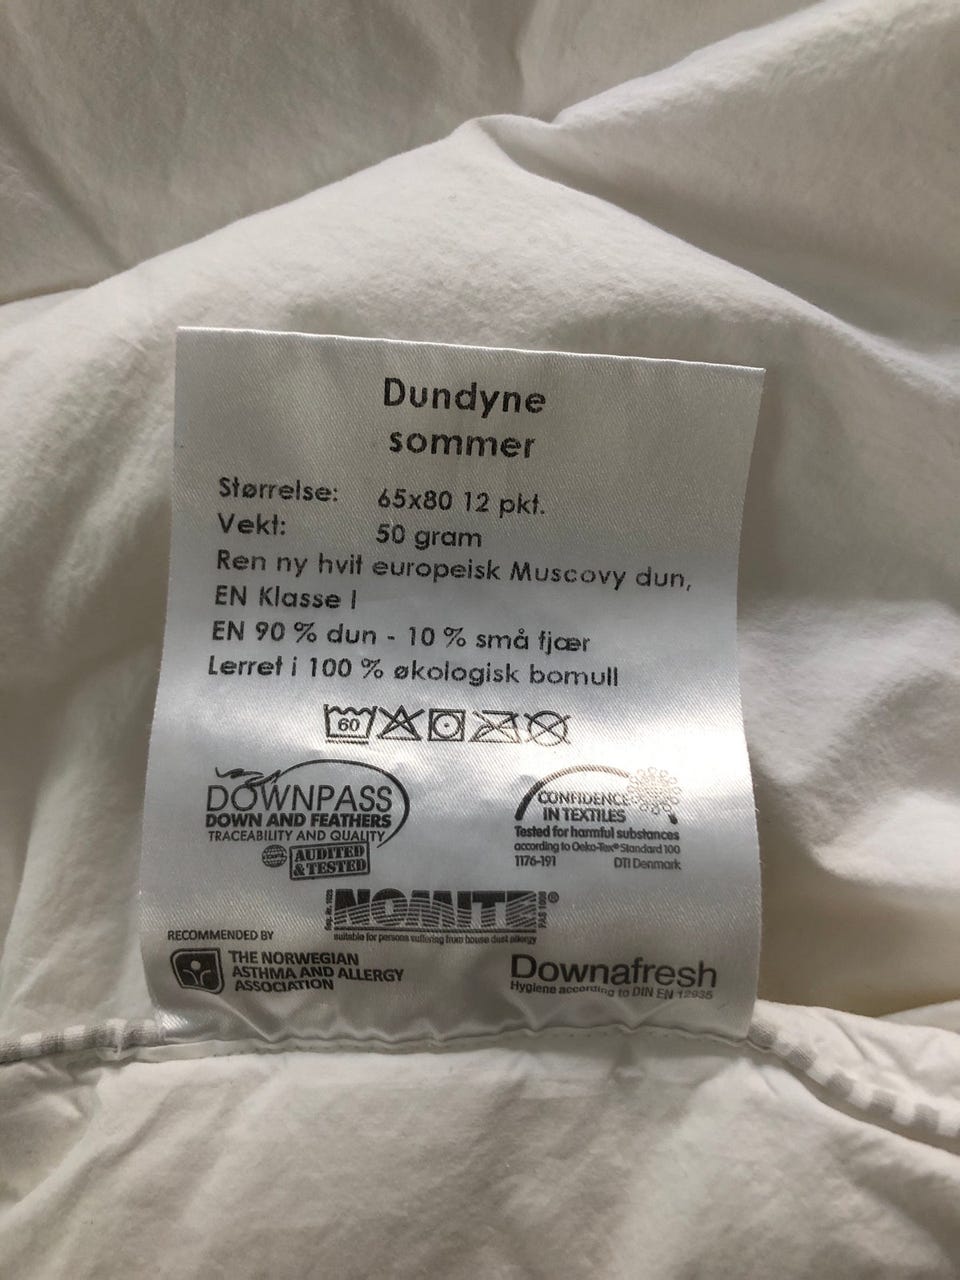 Dundyne
sommer
Størrelse: 65x80 12 pkt.
Vekt: 50 gram
Ren ny hvit europeisk Muscovy dun,
EN Klasse I
EN 90 % dun - 10 % små fjær
Lerret i 100 % økologisk bomull
60
DOWNPASS
DOWN AND FEATHERS
TRACEABILITY AND QUALITY
AUDITED
& TESTED
CONFIDENCE
IN TEXTILES
Tested for harmful substances
according to Oeko-Tex® Standard 100
1176-191 DTI Denmark
NOMITE®
suitable for persons suffering from house dust allergy
RECOMMENDED BY
THE NORWEGIAN
ASTHMA AND ALLERGY
ASSOCIATION
Downafresh
Hygiene according to DIN EN 12935